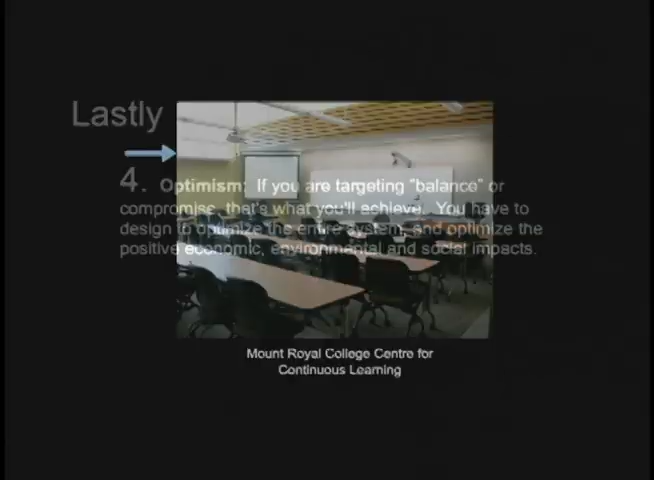 Lastly
4. Optimism: If you are targeting "balance" or
compromise, that's what you'll achieve. You have to
design to optimize the entire system, and optimize the
positive economic, environmental and social impacts.
Mount Royal College Centre for
Continuous Learning